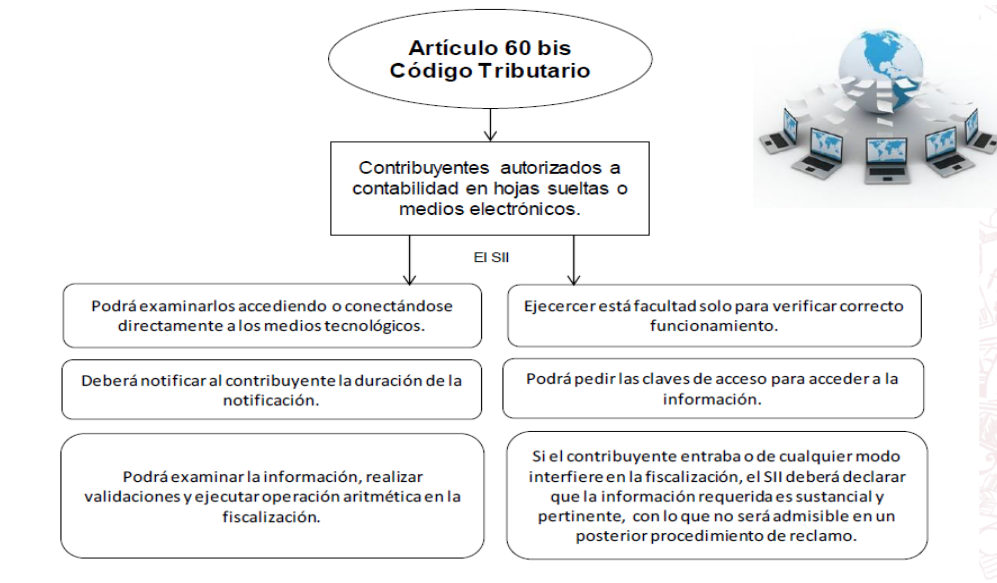 Artículo 60 bis
Código Tributario
Contribuyentes autorizados a
contabilidad en hojas sueltas o
medios electrónicos.
El SII
Podrá examinarlos accediendo o conectándose
directamente a los medios tecnológicos.
Ejecercer está facultad solo para verificar correcto
funcionamiento.
Deberá notificar al contribuyente la duración de la
notificación.
Podrá pedir las claves de acceso para acceder a la
información.
Podrá examinar la información, realizar
validaciones y ejecutar operación aritmética en la
fiscalización.
Si el contribuyente entraba o de cualquier modo
interfiere en la fiscalización, el SII deberá declarar
que la información requerida es sustancial y
pertinente, con lo que no será admisible en un
posterior procedimiento de reclamo.